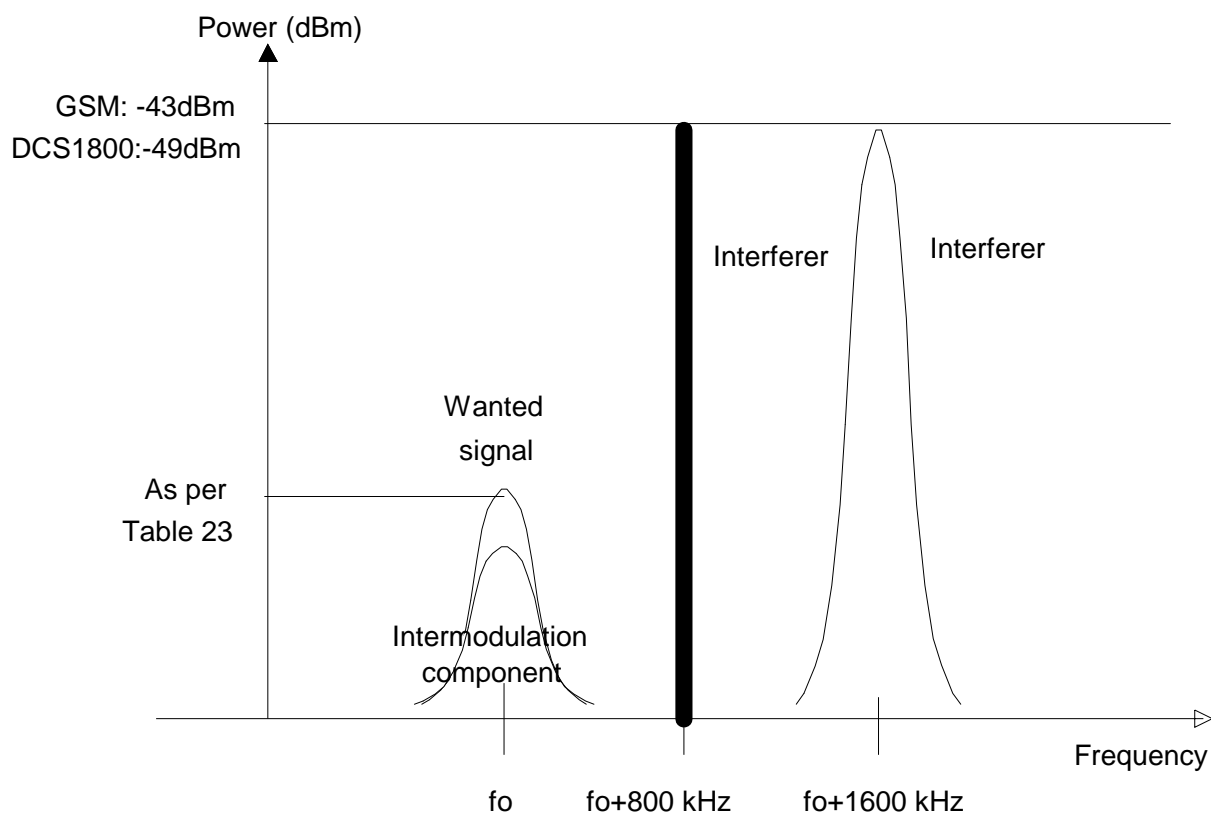 Power (dBm)
GSM: -43dBm
DCS1800:-49dBm
Interferer
Interferer
Wanted
signal
As per
Table 23
Intermodulation
component
Frequency
fo
fo+800 kHz
fo+1600 kHz